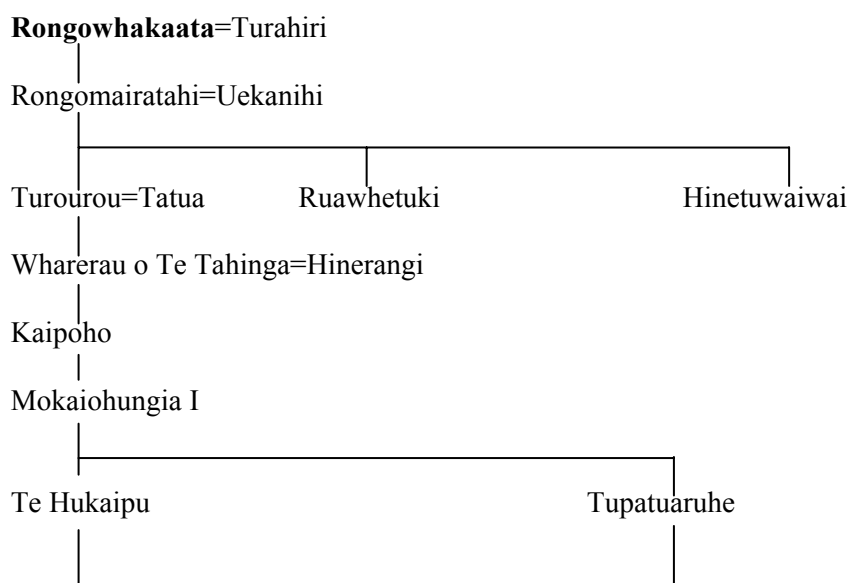 Rongowhakaata=Turahiri
Rongomairatahi=Uekanihi
Turourou=Tatua Ruawhetuki Hinetuwaiwai
Wharerau o Te Tahinga=Hinerangi
Kaipoho
Mokaiohungia I
Te Hukaipu Tupatuaruhe